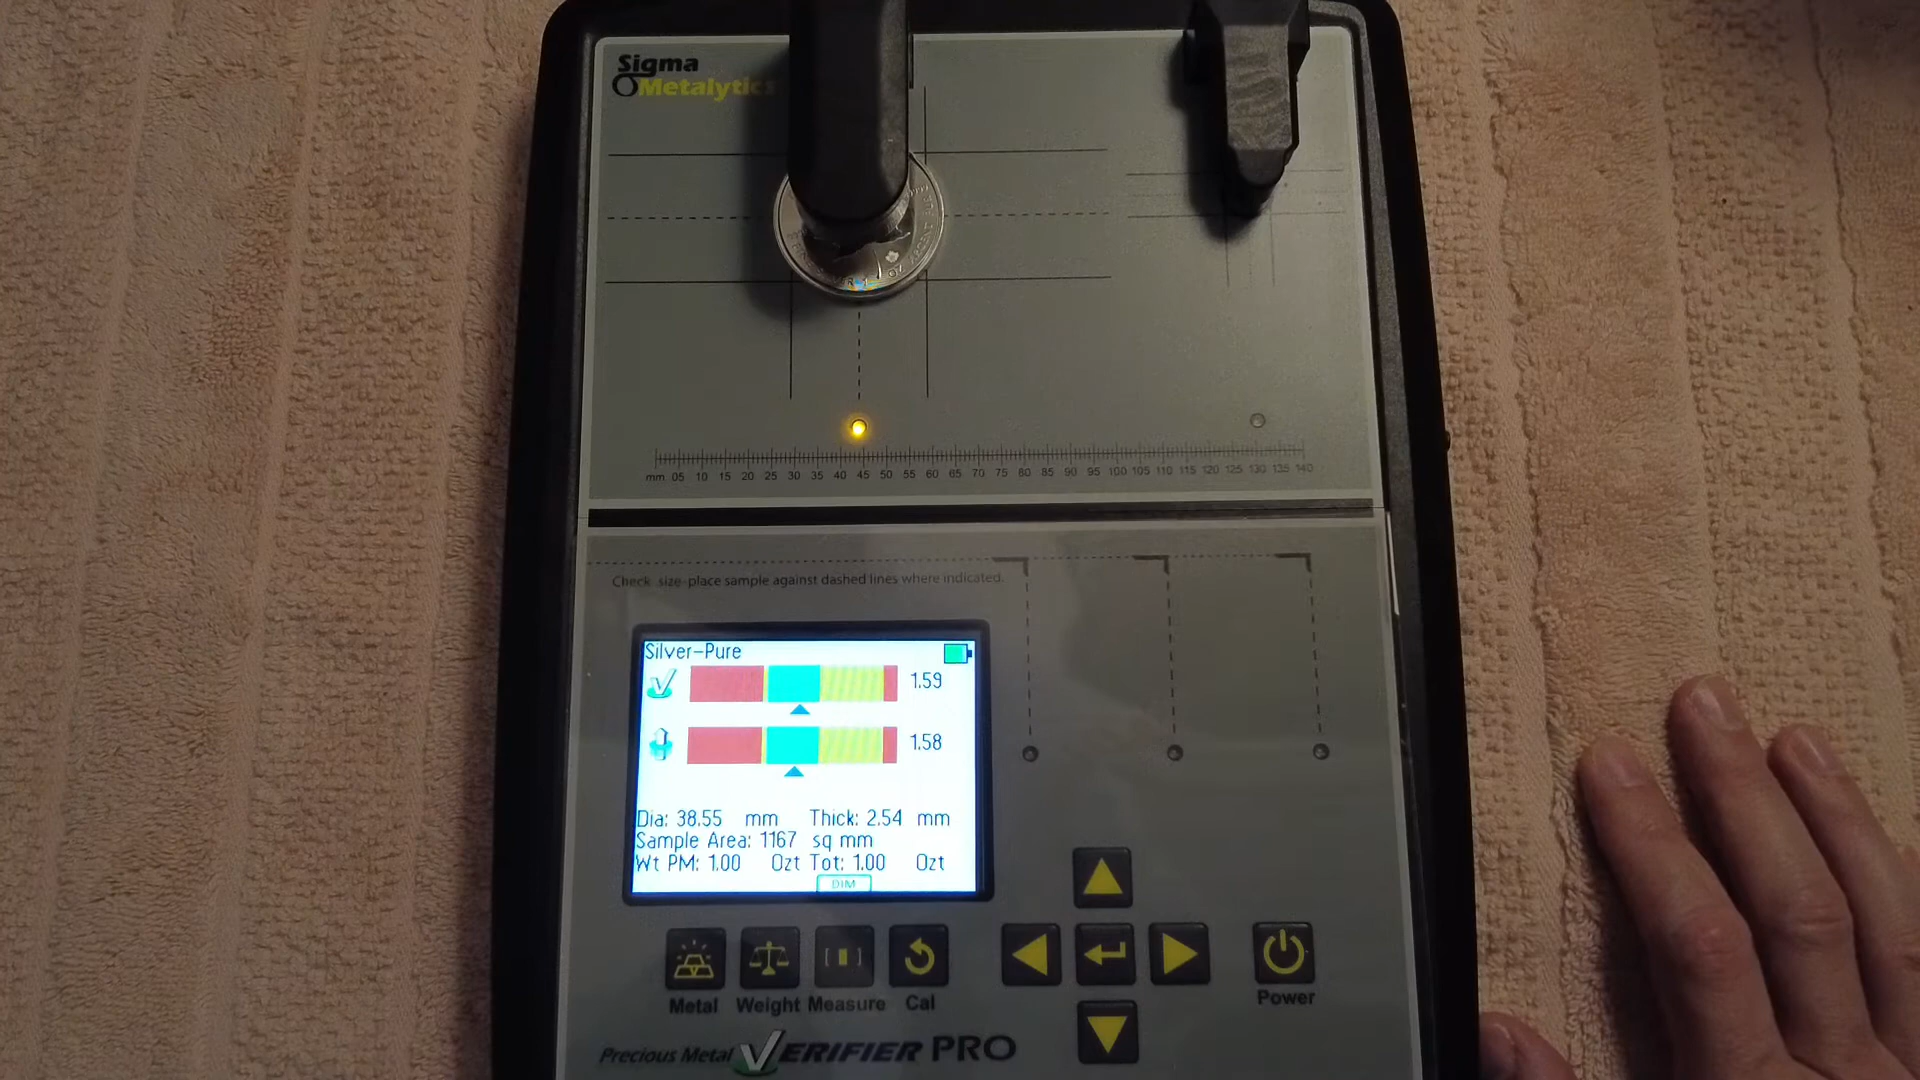 Sigma
Metalytics
mm 05 10 15 20 25 30 35 40 45 50 55 60 65 70 75 80 85 90 95 100 105 110 115 120 125 130 135 140
Check size-place sample against dashed lines where indicated.
Silver-Pure
1.59
1.58
Dia: 38.55 mm Thick: 2.54 mm
Sample Area: 1167 sq mm
Wt PM: 1.00 Ozt Tot: 1.00 Ozt
DIM
Metal Weight Measure Cal
Power
Precious Metal VERIFIER PRO